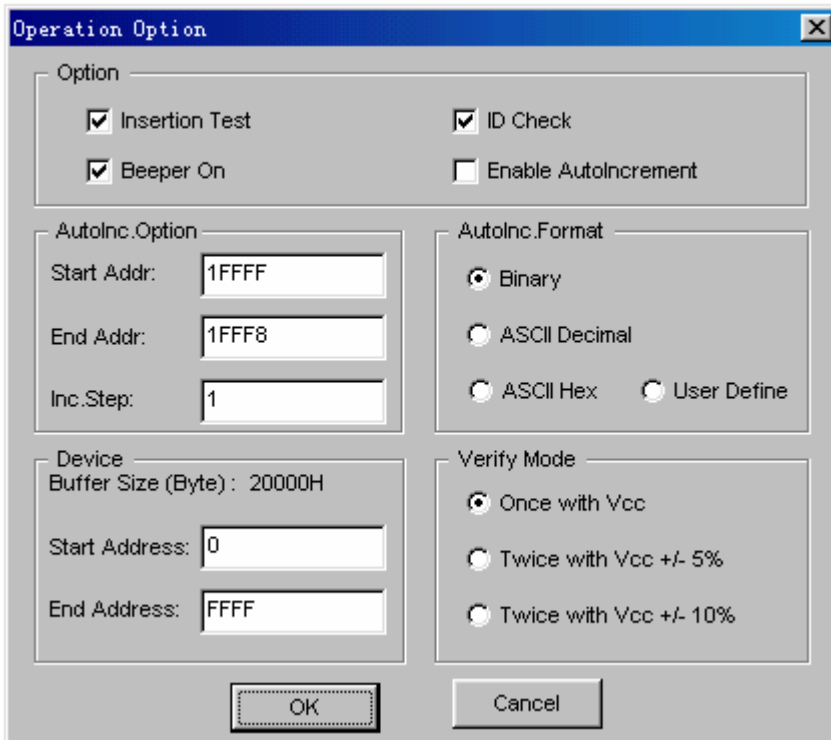 Operation Option
Option
Insertion Test
ID Check
Beeper On
Enable AutoIncrement
AutoInc.Option
Start Addr: 1FFFF
End Addr: 1FFF8
Inc.Step: 1
AutoInc.Format
Binary
ASCII Decimal
ASCII Hex
User Define
Device
Buffer Size (Byte) : 20000H
Start Address: 0
End Address: FFFF
Verify Mode
Once with Vcc
Twice with Vcc +/- 5%
Twice with Vcc +/- 10%
OK
Cancel